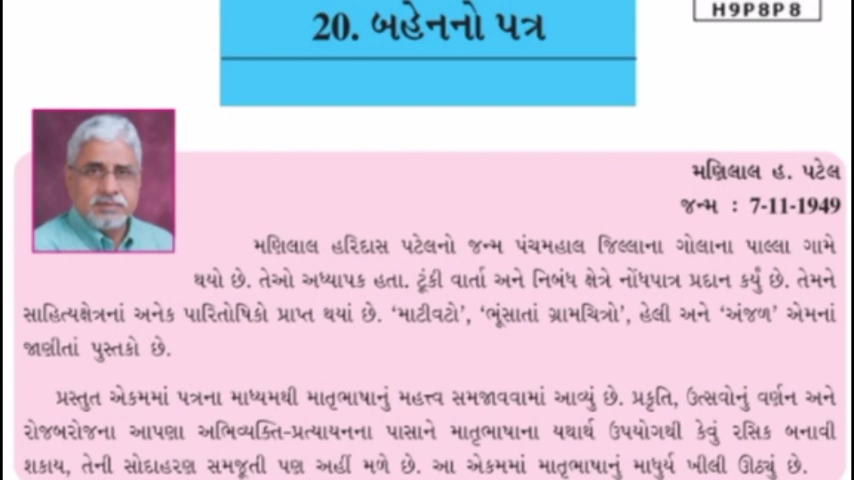 20. બહેનનો પત્ર
H9P8P8
મણિલાલ હ. પટેલ
જન્મ : 7-11-1949
મણિલાલ હરિદાસ પટેલનો જન્મ પંચમહાલ જિલ્લાના ગોલાના પાલ્લા ગામે
થયો છે. તેઓ અધ્યાપક હતા. ટૂંકી વાર્તા અને નિબંધ ક્ષેત્રે નોંધપાત્ર પ્રદાન કર્યું છે. તેમને
સાહિત્યક્ષેત્રનાં અનેક પારિતોષિકો પ્રાપ્ત થયાં છે. ‘માટીવટો’, ‘ભૂંસાતાં ગ્રામચિત્રો’, હેલી અને ‘અંજળ’ એમનાં
જાણીતાં પુસ્તકો છે.
પ્રસ્તુત એકમમાં પત્રના માધ્યમથી માતૃભાષાનું મહત્ત્વ સમજાવવામાં આવ્યું છે. પ્રકૃતિ, ઉત્સવોનું વર્ણન અને
રોજબરોજના આપણા અભિવ્યક્તિ-પ્રત્યાયનના પાસાને માતૃભાષાના યથાર્થ ઉપયોગથી કેવું રસિક બનાવી
શકાય, તેની સોદાહરણ સમજૂતી પણ અહીં મળે છે. આ એકમમાં માતૃભાષાનું માધુર્ય ખીલી ઊઠ્યું છે.